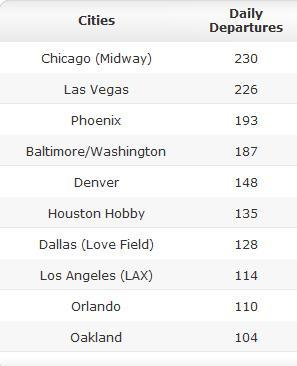 Cities Daily Departures
Chicago (Midway) 230
Las Vegas 226
Phoenix 193
Baltimore/Washington 187
Denver 148
Houston Hobby 135
Dallas (Love Field) 128
Los Angeles (LAX) 114
Orlando 110
Oakland 104